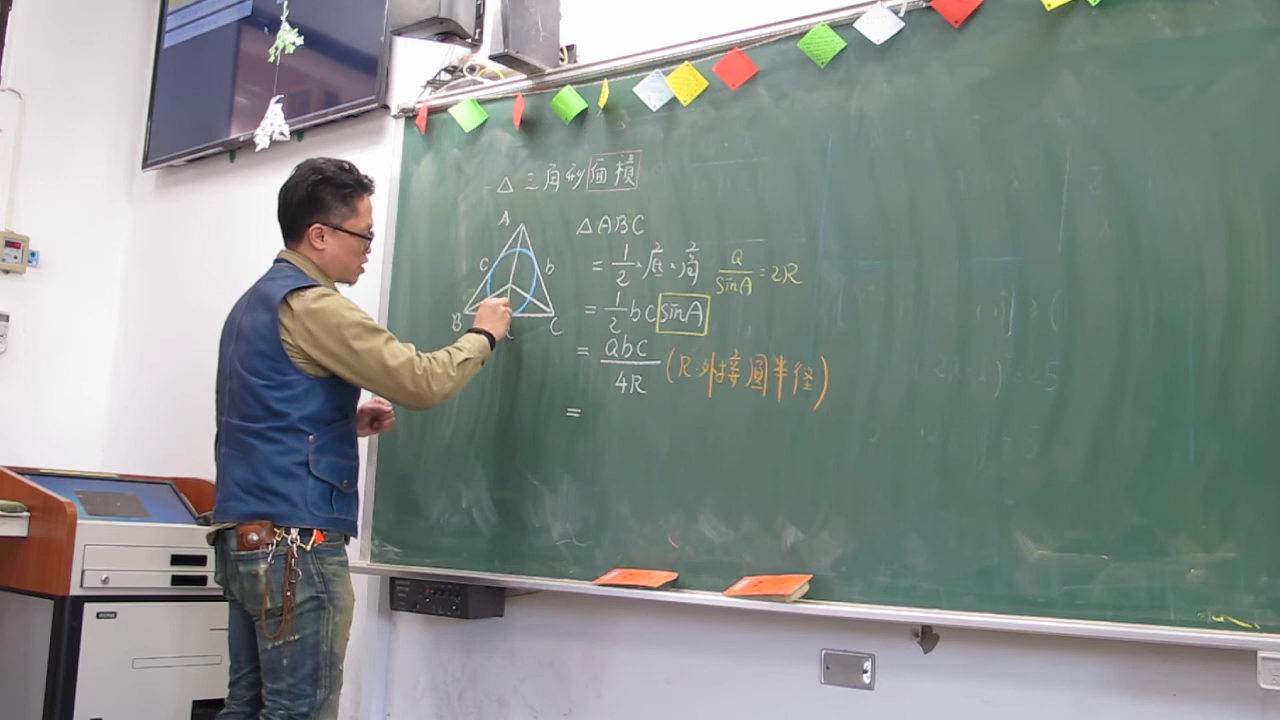 △三角形面積
A
△ABC
c b
= 1/2 × 底 × 高
a/sinA = 2R
B C
= 1/2 bc sinA
= abc/4R (R:外接圓半徑)
=